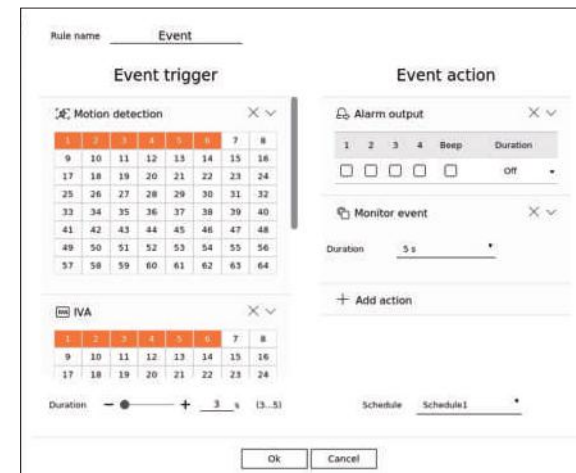 Rule name Event
Event trigger
Motion detection
1 2 3 4 5 6 7 8
9 10 11 12 13 14 15 16
17 18 19 20 21 22 23 24
25 26 27 28 29 30 31 32
33 34 35 36 37 38 39 40
41 42 43 44 45 46 47 48
49 50 51 52 53 54 55 56
57 58 59 60 61 62 63 64
IVA
1 2 3 4 5 6 7 8
9 10 11 12 13 14 15 16
17 18 19 20 21 22 23 24
Duration 3 s (3...5)
Event action
Alarm output
1 2 3 4 Beep Duration
Off
Monitor event
Duration 5 s
+ Add action
Schedule Schedule1
Ok Cancel